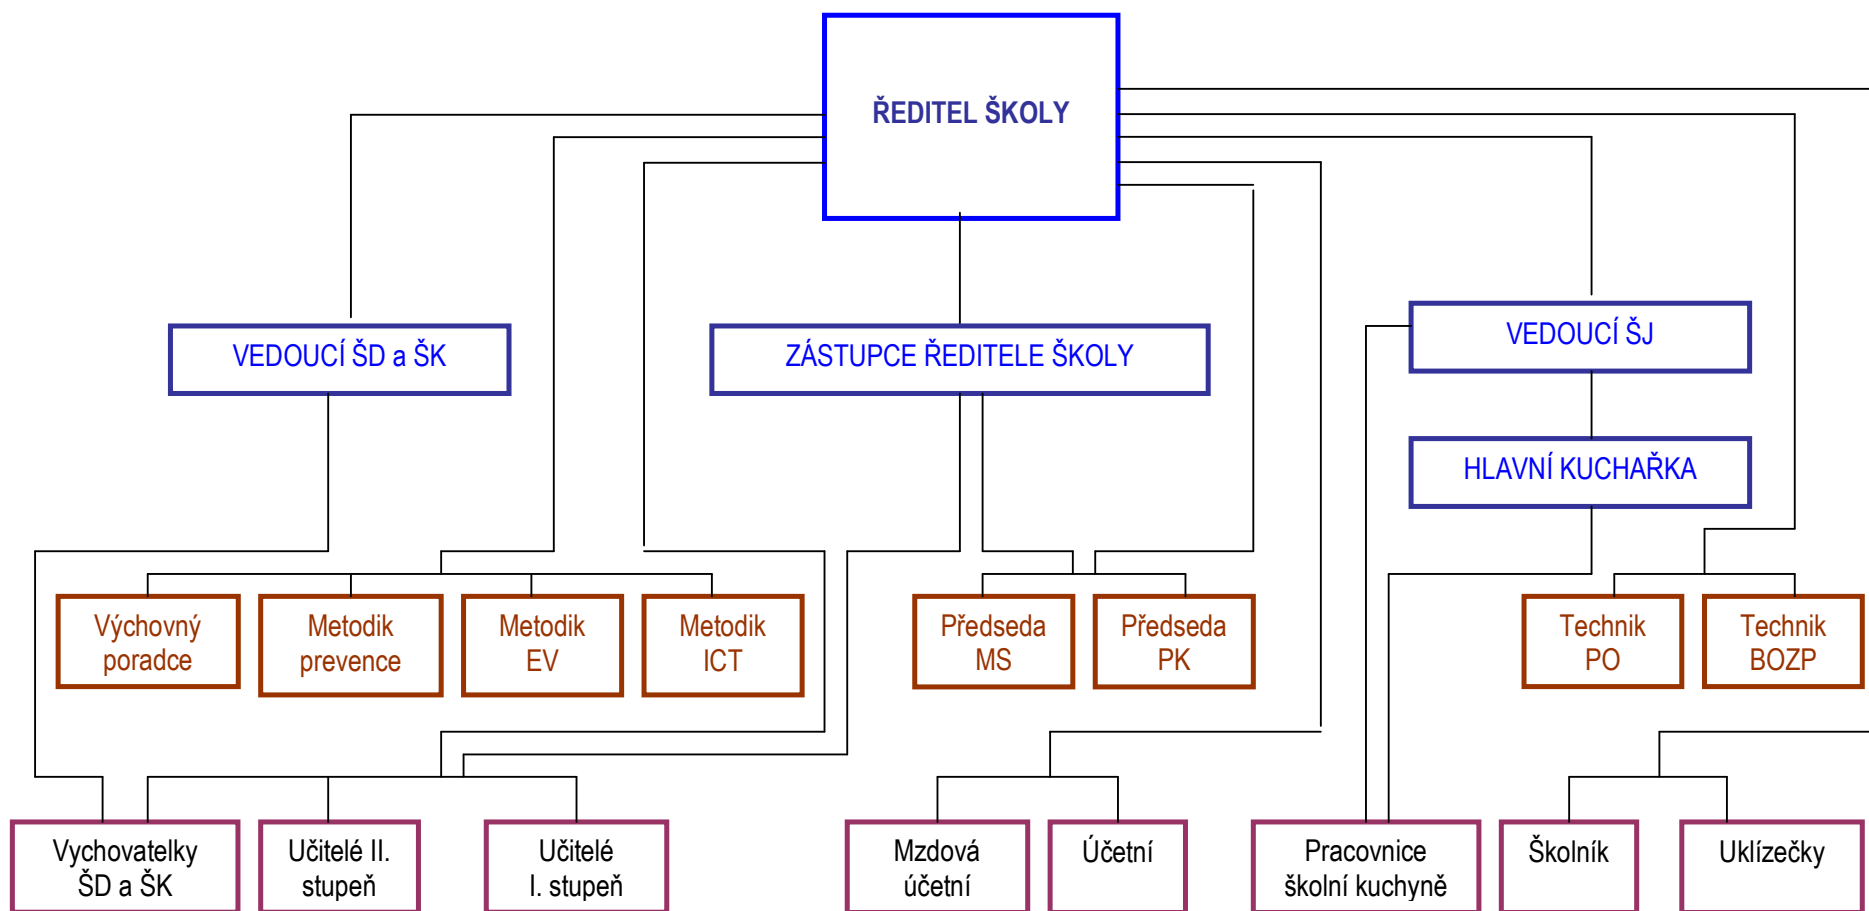 ŘEDITEL ŠKOLY
VEDOUCÍ ŠD a ŠK
ZÁSTUPCE ŘEDITELE ŠKOLY
VEDOUCÍ ŠJ
HLAVNÍ KUCHAŘKA
Výchovný
poradce
Metodik
prevence
Metodik
EV
Metodik
ICT
Předseda
MS
Předseda
PK
Technik
PO
Technik
BOZP
Vychovatelky
ŠD a ŠK
Učitelé II.
stupeň
Učitelé
I. stupeň
Mzdová
účetní
Účetní
Pracovnice
školní kuchyně
Školník
Uklízečky